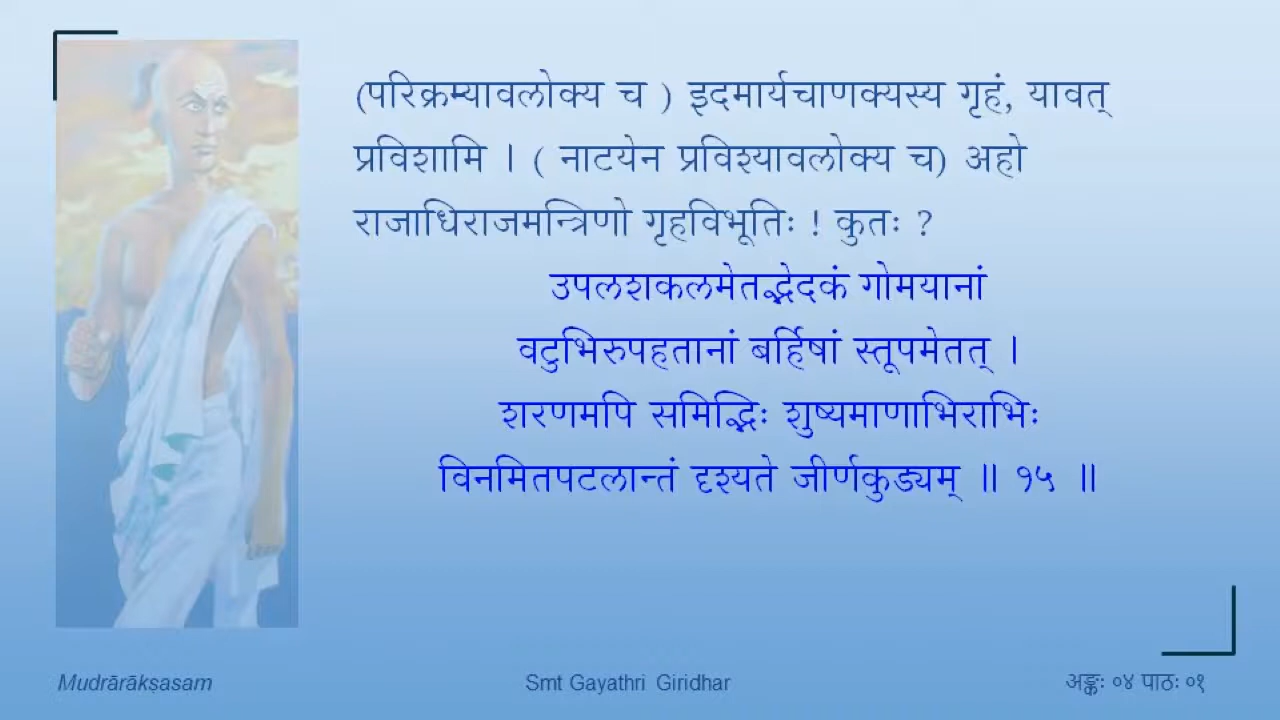 (परिक्रम्यावलोक्य च ) इदमार्यचाणक्यस्य गृहं, यावत्
प्रविशामि । ( नाटयेन प्रविश्यावलोक्य च) अहो
राजाधिराजमन्त्रिणो गृहविभूतिः ! कुतः ?
उपलशकलमेतद्भेदकं गोमयानां
वटुभिरुपहतानां बर्हिषां स्तूपमेतत् ।
शरणमपि समिद्भिः शुष्यमाणाभिराभिः
विनमितपटलान्तं दृश्यते जीर्णकुड्यम् ॥ १५ ॥
Mudrārākṣasam
Smt Gayathri Giridhar
अङ्कः ०४ पाठः ०१